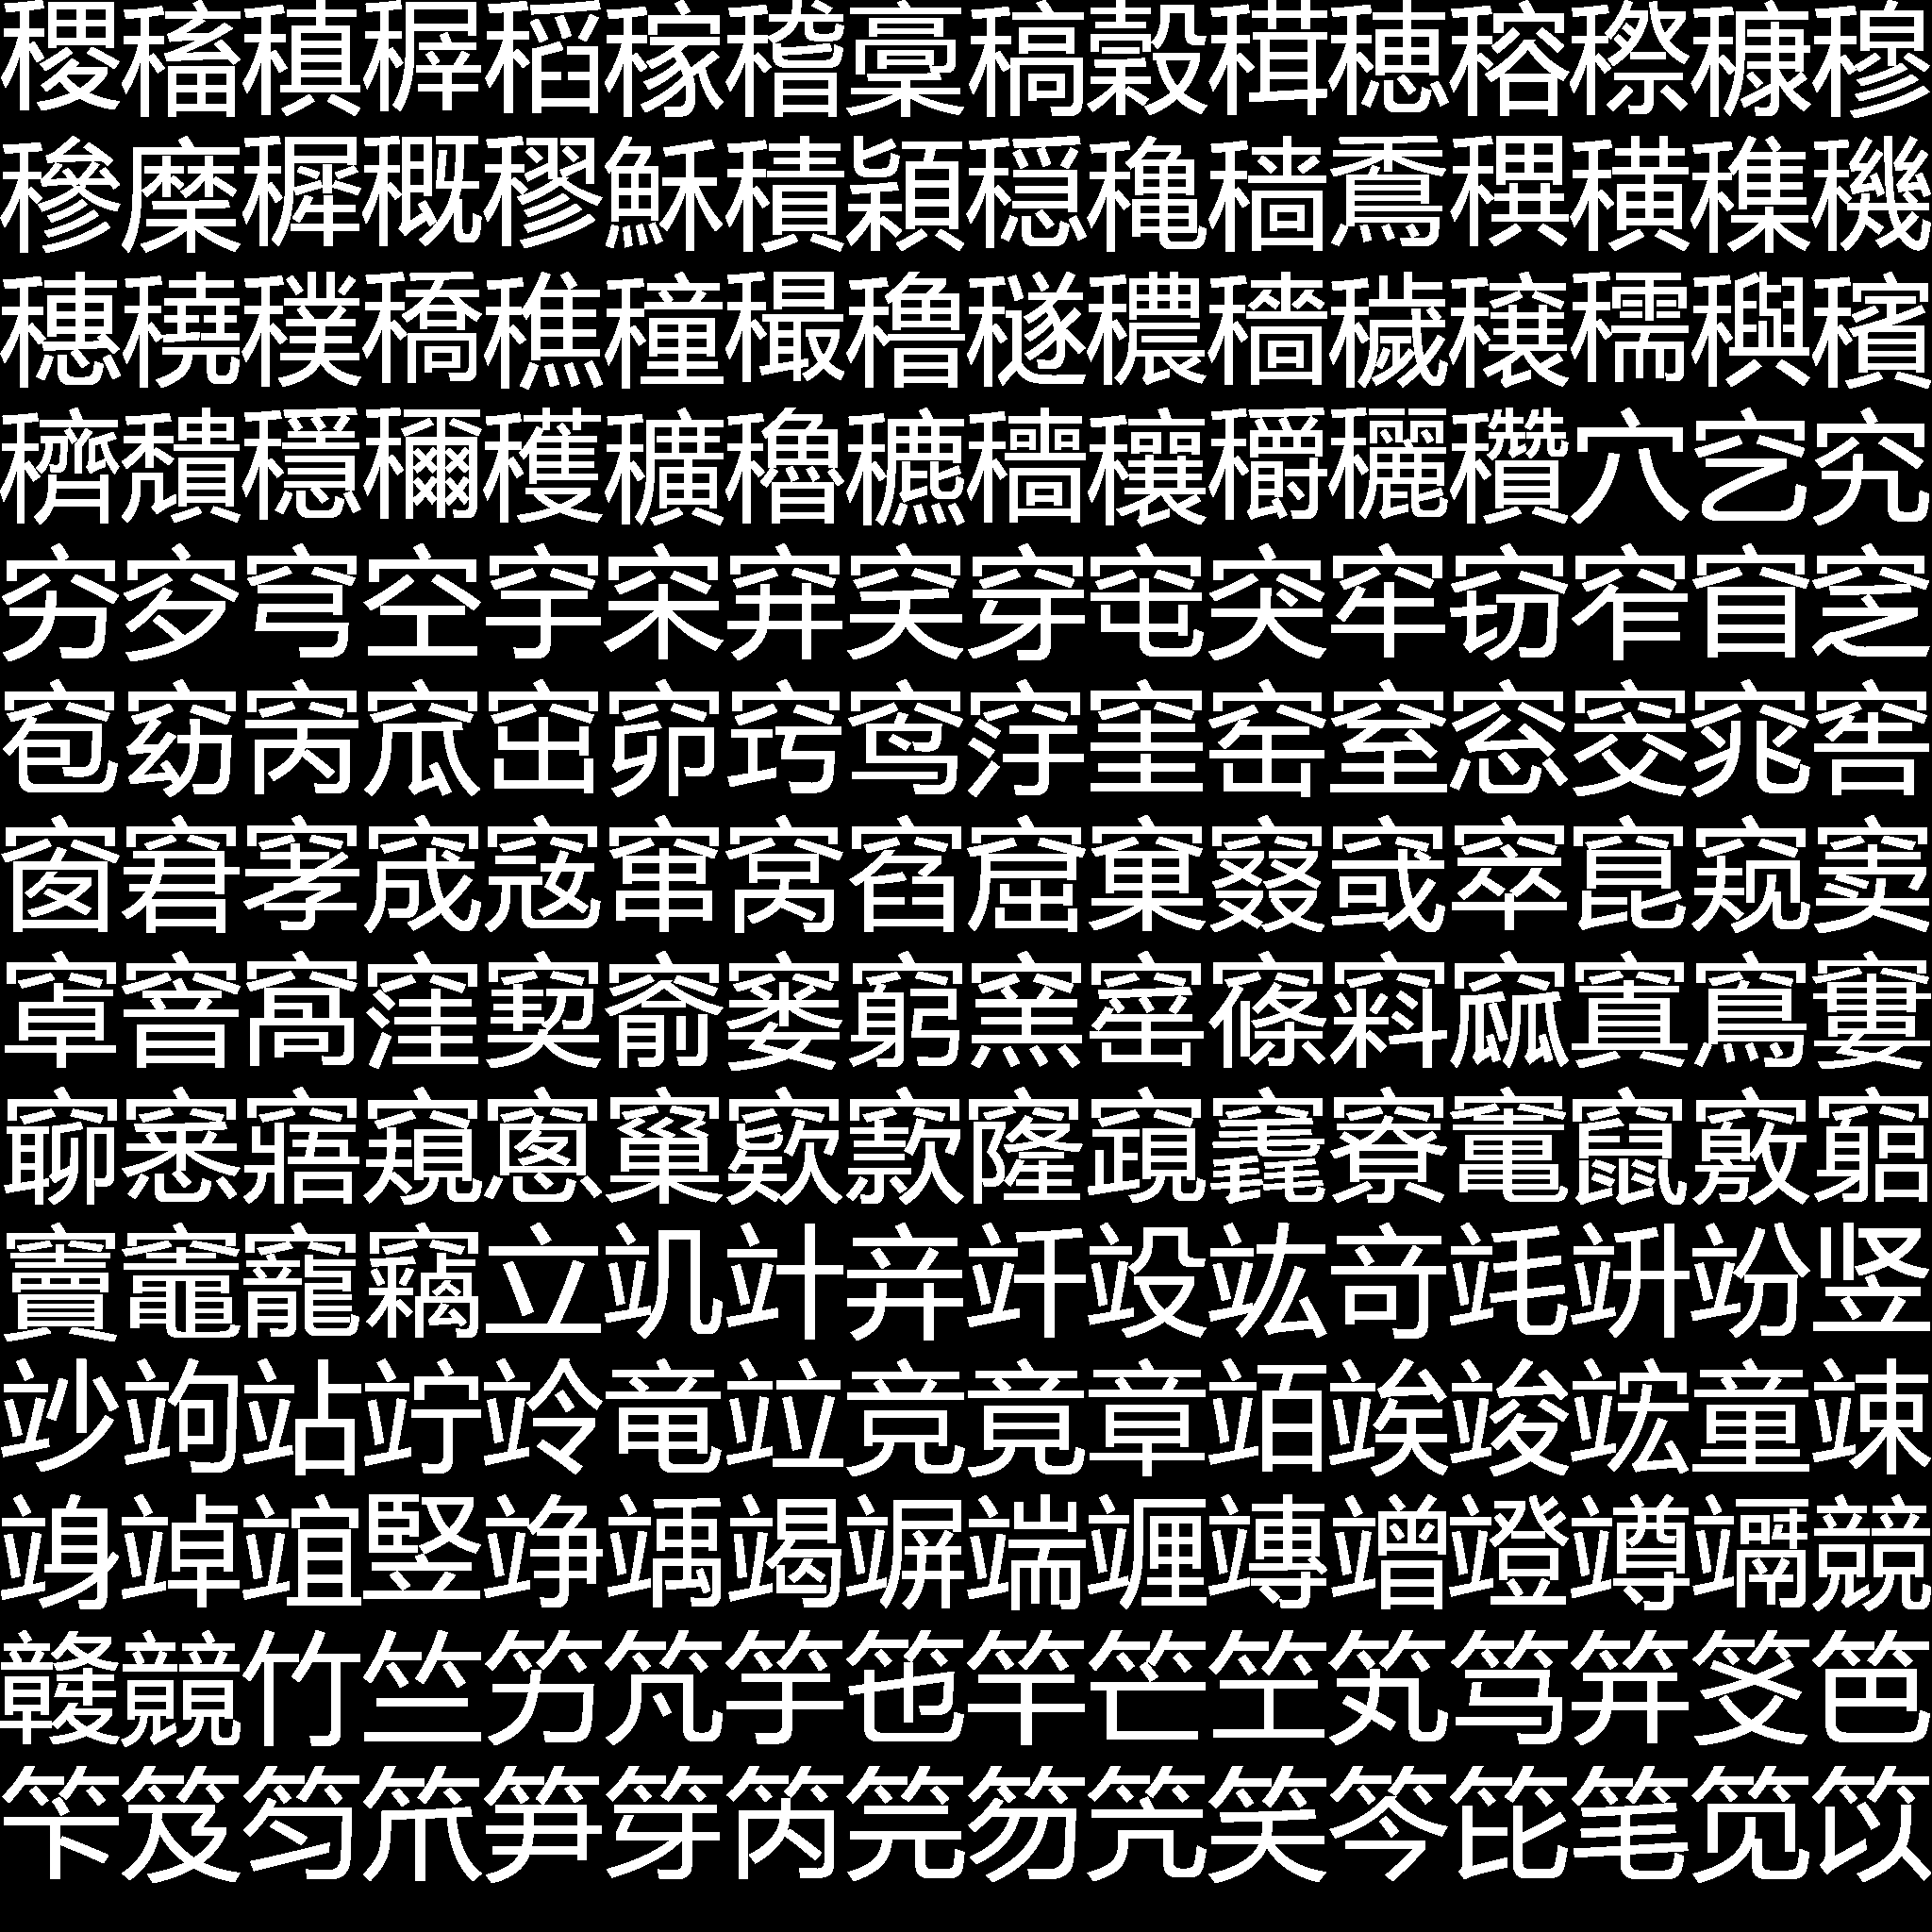 稷稸稹稺稻稼稽稾稿穀穁穂穃穄穅穆
穇穈穉穊穋穌積穎穏穐穑穒穓穔穕穖
穗穘穙穚穛穜穝穞穟穠穡穢穣穤穥穦
穧穨穩穪穫穬穭穮穯穰穱穲穳穴穵究
穷穸穹空穻穼穽穾穿窀突窂窃窄窅窆
窇窈窉窊窋窌窍窎窏窐窑窒窓窔窕窖
窗窘窙窚窛窜窝窞窟窠窡窢窣窤窥窦
窧窨窩窪窫窬窭窮窯窰窱窲窳窴窵窶
窷窸窹窺窻窼窽窾窿竀竁竂竃竄竅竆
竇竈竉竊立竌竍竎竏竐竑竒竓竔竕竖
竗竘站竚竛竜竝竞竟章竡竢竣竤童竦
竧竨竩竪竫竬竭竮端竰竱竲竳竴竵競
竷竸竹竺竻竼竽竾竿笀笁笂笃笄笅笆
笇笈笉笊笋笌笍笎笏笐笑笒笓笔笕笖